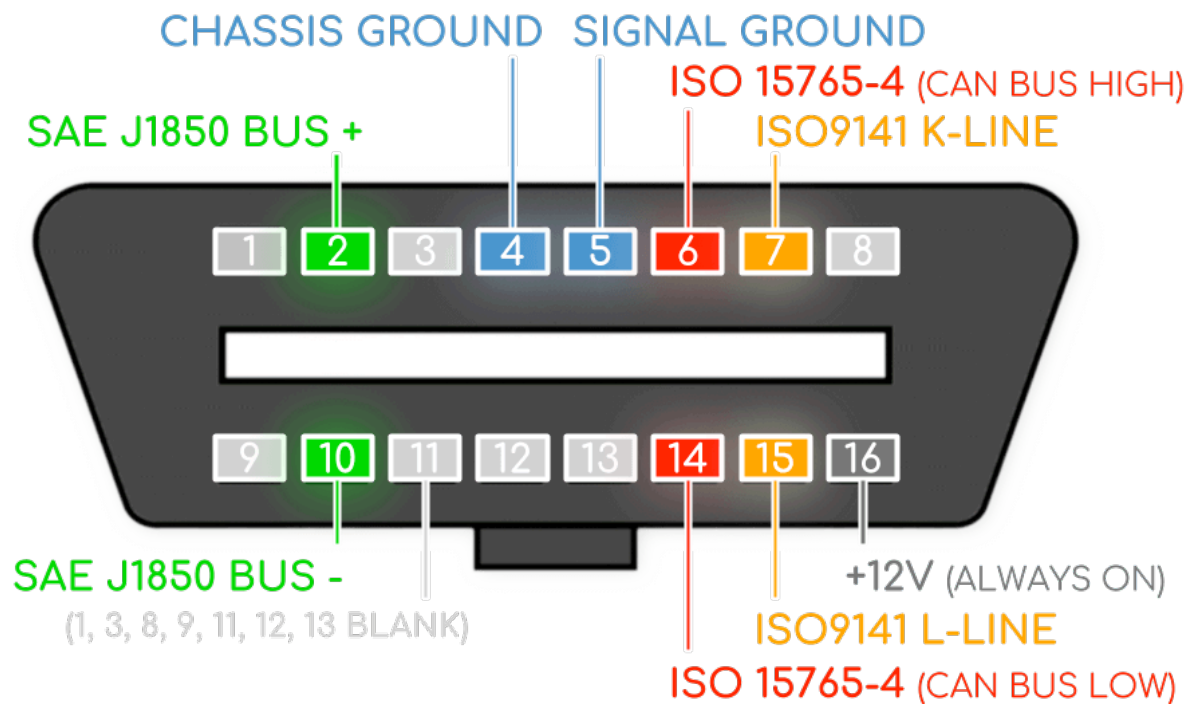 CHASSIS GROUND SIGNAL GROUND
ISO 15765-4 (CAN BUS HIGH)
SAE J1850 BUS + ISO9141 K-LINE
1 2 3 4 5 6 7 8
9 10 11 12 13 14 15 16
SAE J1850 BUS - +12V (ALWAYS ON)
(1, 3, 8, 9, 11, 12, 13 BLANK) ISO9141 L-LINE
ISO 15765-4 (CAN BUS LOW)